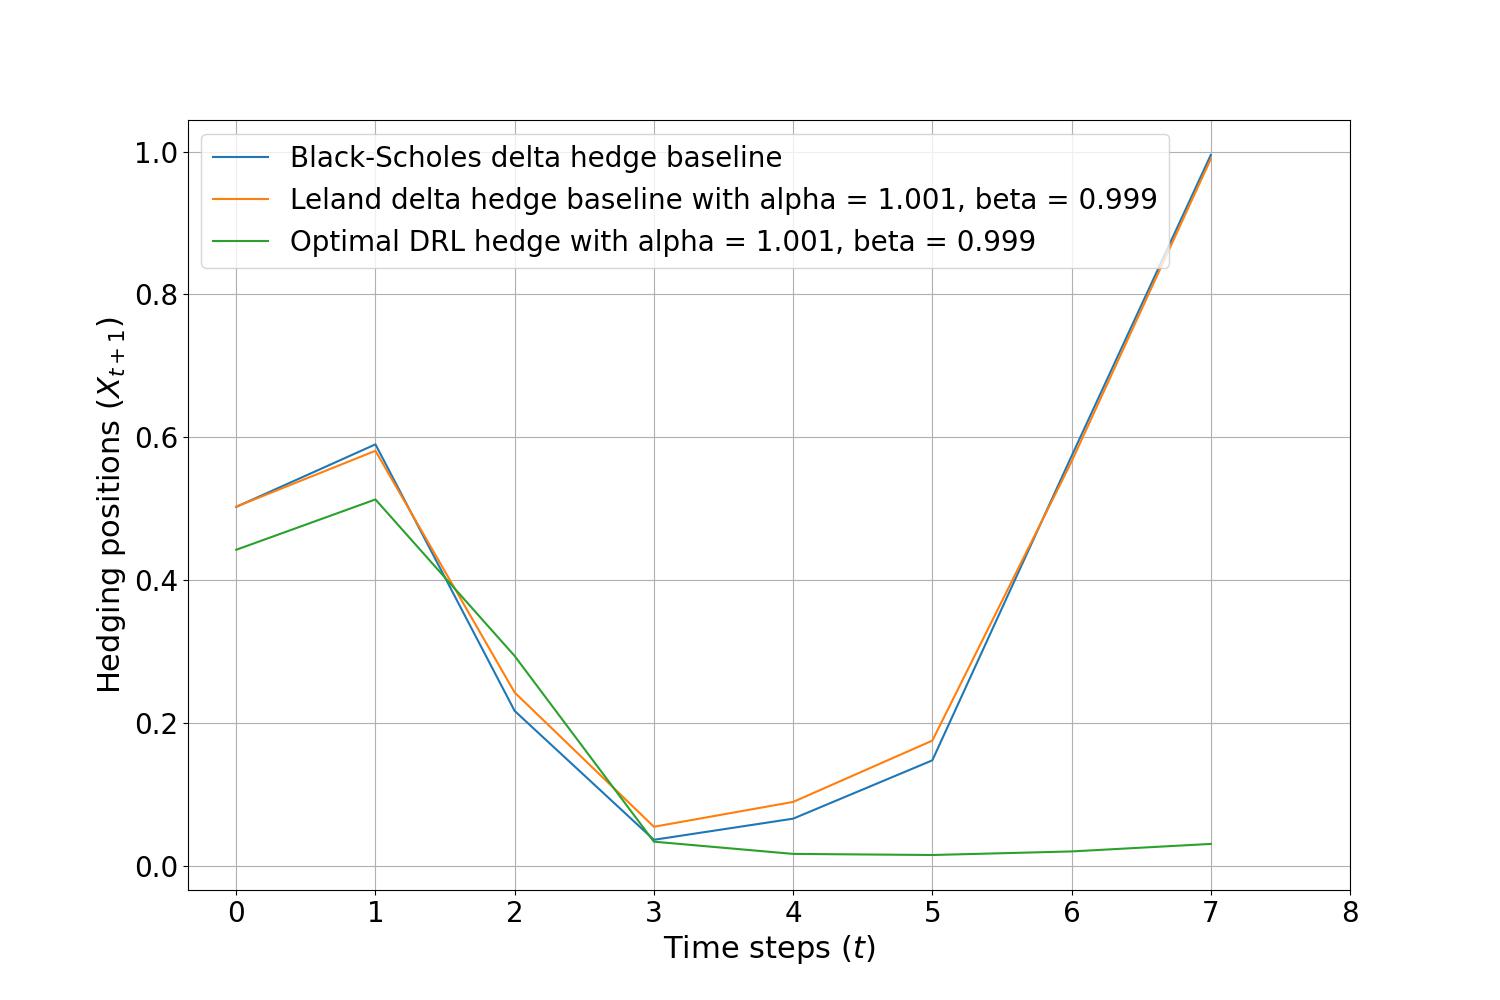 Black-Scholes delta hedge baseline
Leland delta hedge baseline with alpha = 1.001, beta = 0.999
Optimal DRL hedge with alpha = 1.001, beta = 0.999
1.0
0.8
0.6
0.4
0.2
0.0
Hedging positions (X_{t+1})
0 1 2 3 4 5 6 7 8
Time steps (t)